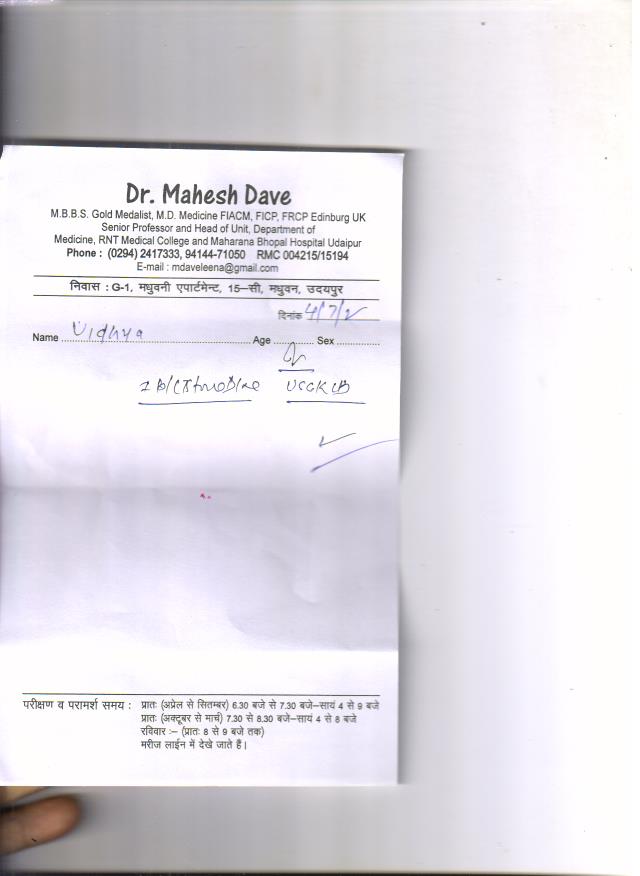 Dr. Mahesh Dave
M.B.B.S. Gold Medalist, M.D. Medicine FIACM, FICP, FRCP Edinburg UK
Senior Professor and Head of Unit, Department of
Medicine, RNT Medical College and Maharana Bhopal Hospital Udaipur
Phone : (0294) 2417333, 94144-71050 RMC 004215/15194
E-mail : mdaveleena@gmail.com
निवास : G-1, मधुवनी एपार्टमेन्ट, 15–सी, मधुवन, उदयपुर
दिनांक 4/7/2
Name Vidhya Age Sex
परीक्षण व परामर्श समय : प्रातः (अप्रेल से सितम्बर) 6.30 बजे से 7.30 बजे–सायं 4 से 9 बजे
प्रातः (अक्टूबर से मार्च) 7.30 से 8.30 बजे–सायं 4 से 8 बजे
रविवार :– (प्रातः 8 से 9 बजे तक)
मरीज लाईन में देखे जाते हैं।